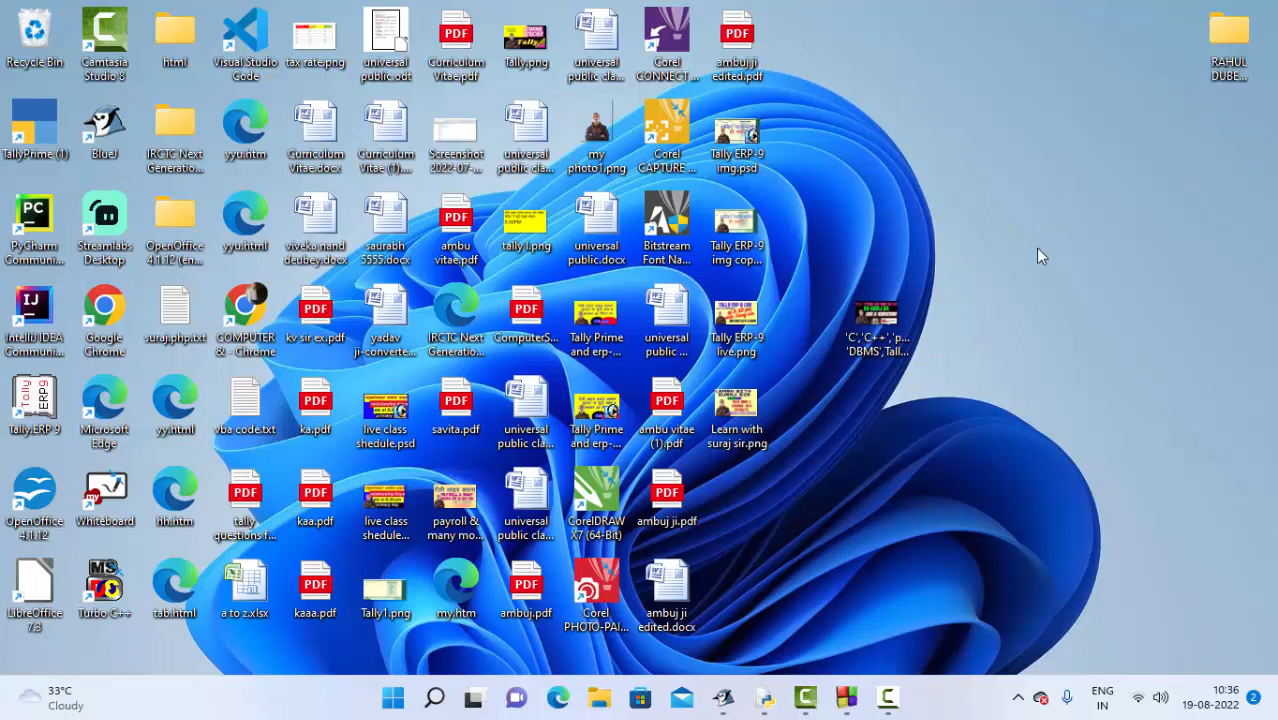 Recycle Bin
Camtasia
Studio 8
html
Visual Studio
Code
tax rate.png
universal
public.odt
Curriculum
Vitae.pdf
Tally.png
universal
public cla...
Corel
CONNECT ...
ambuj ji
edited.pdf
RAHUL
DUBE...
TallyPrime (1)
BlueJ
IRCTC Next
Generatio...
yyu.htm
Curriculum
Vitae.docx
Curriculum
Vitae (1)....
Screenshot
2022-07-...
universal
public cla...
my
photo1.png
Corel
CAPTURE ...
Tally ERP-9
img.psd
PyCharm
Communi...
Streamlabs
Desktop
OpenOffice
4.1.12 (en...
yyu.html
viveka nand
deubey.docx
saurabh
5555.docx
ambu
vitae.pdf
tally l.png
universal
public.docx
Bitstream
Font Na...
Tally ERP-9
img cop...
IntelliJ IDEA
Communi...
Google
Chrome
suraj.php.txt
COMPUTER
& - Chrome
kv sir ex.pdf
yadav
ji-converte...
IRCTC Next
Generatio...
ComputerS...
Tally Prime
and erp-...
universal
public ...
Tally ERP-9
live.png
'C','C++','p...
'DBMS',Tall...
Tally.ERP 9
Microsoft
Edge
yy.html
vba code.txt
ka.pdf
live class
shedule.psd
savita.pdf
universal
public cla...
Tally Prime
and erp-...
ambu vitae
(1).pdf
Learn with
suraj sir.png
OpenOffice
4.1.12
Whiteboard
hh.htm
tally
questions f...
kaa.pdf
live class
shedule...
payroll &
many mo...
universal
public cla...
CorelDRAW
X7 (64-Bit)
ambuj ji.pdf
LibreOffice
7.3
Turbo C++
tab.html
a to z.xlsx
kaaa.pdf
Tally1.png
my.htm
ambuj.pdf
Corel
PHOTO-PAI...
ambuj ji
edited.docx
33°C
Cloudy
ENG
IN
10:36
19-08-2022
2